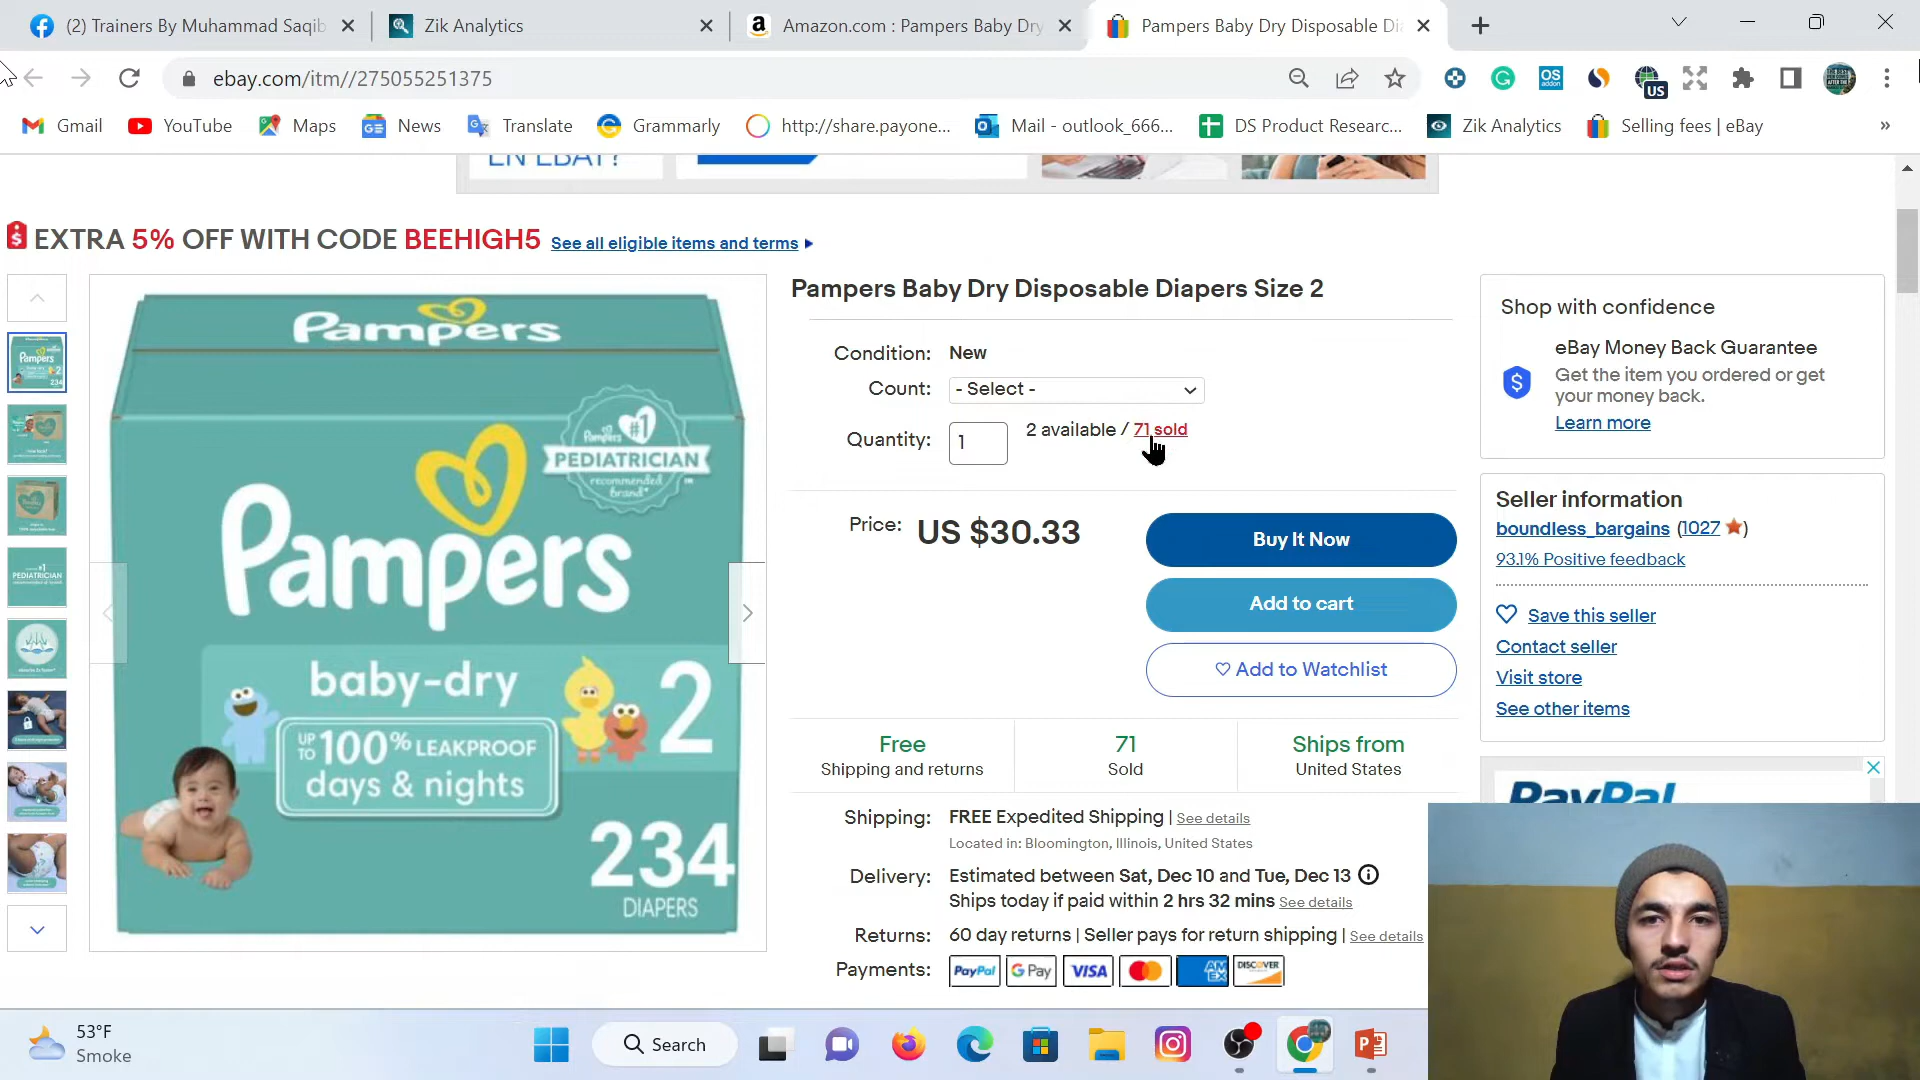 (2) Trainers By Muhammad Saqib
Zik Analytics
Amazon.com : Pampers Baby Dry
Pampers Baby Dry Disposable Di
ebay.com/itm//275055251375
US
Gmail
YouTube
Maps
News
Translate
Grammarly
http://share.payone...
Mail - outlook_666...
DS Product Researc...
Zik Analytics
Selling fees | eBay
»
EN EBAY?
EXTRA 5% OFF WITH CODE BEEHIGH5 See all eligible items and terms
Pampers Baby Dry Disposable Diapers Size 2
Condition: New
Count: - Select -
Quantity: 1 2 available / 71 sold
Price: US $30.33
Buy It Now
Add to cart
Add to Watchlist
Free
Shipping and returns
71
Sold
Ships from
United States
Shipping: FREE Expedited Shipping | See details
Located in: Bloomington, Illinois, United States
Delivery: Estimated between Sat, Dec 10 and Tue, Dec 13
Ships today if paid within 2 hrs 32 mins See details
Returns: 60 day returns | Seller pays for return shipping | See details
Payments: PayPal G Pay VISA AMEX DISCOVER
Pampers
Pampers #1
PEDIATRICIAN
recommended brand*
Pampers
baby-dry 2
UP TO 100% LEAKPROOF
days & nights
234
DIAPERS
Shop with confidence
eBay Money Back Guarantee
Get the item you ordered or get
your money back.
Learn more
Seller information
boundless_bargains (1027 )
93.1% Positive feedback
Save this seller
Contact seller
Visit store
See other items
PayPal
53°F
Smoke
Search